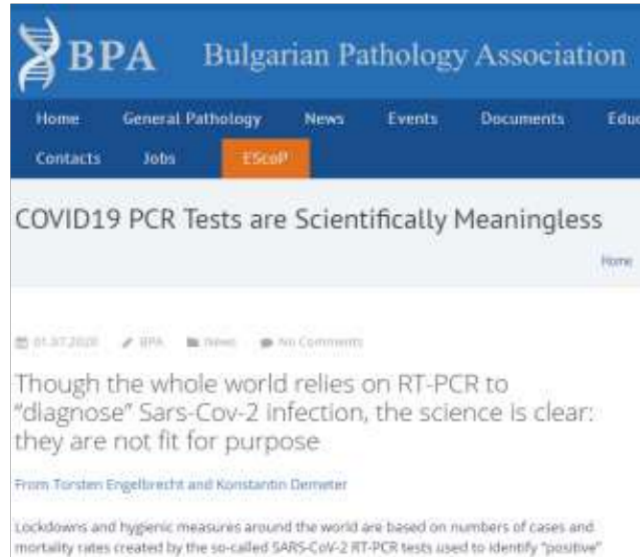 BPA Bulgarian Pathology Association
Home General Pathology News Events Documents Educ
Contacts Jobs EScoP
COVID19 PCR Tests are Scientifically Meaningless
Home
01.07.2020 BPA News No Comments
Though the whole world relies on RT-PCR to
“diagnose” Sars-Cov-2 infection, the science is clear:
they are not fit for purpose
From Torsten Engelbrecht and Konstantin Demeter
Lockdowns and hygienic measures around the world are based on numbers of cases and
mortality rates created by the so-called SARS-CoV-2 RT-PCR tests used to identify “positive”